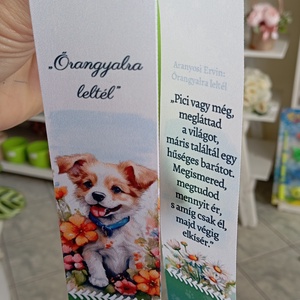 „Őrangyalra
leltél”
Aranyosi Ervin:
Őrangyalra leltél
„Pici vagy még,
megláttad
a világot,
máris találtál egy
hűséges barátot.
Megismered,
megtudod
mennyit ér,
s amíg csak él,
majd végig
elkísér.”